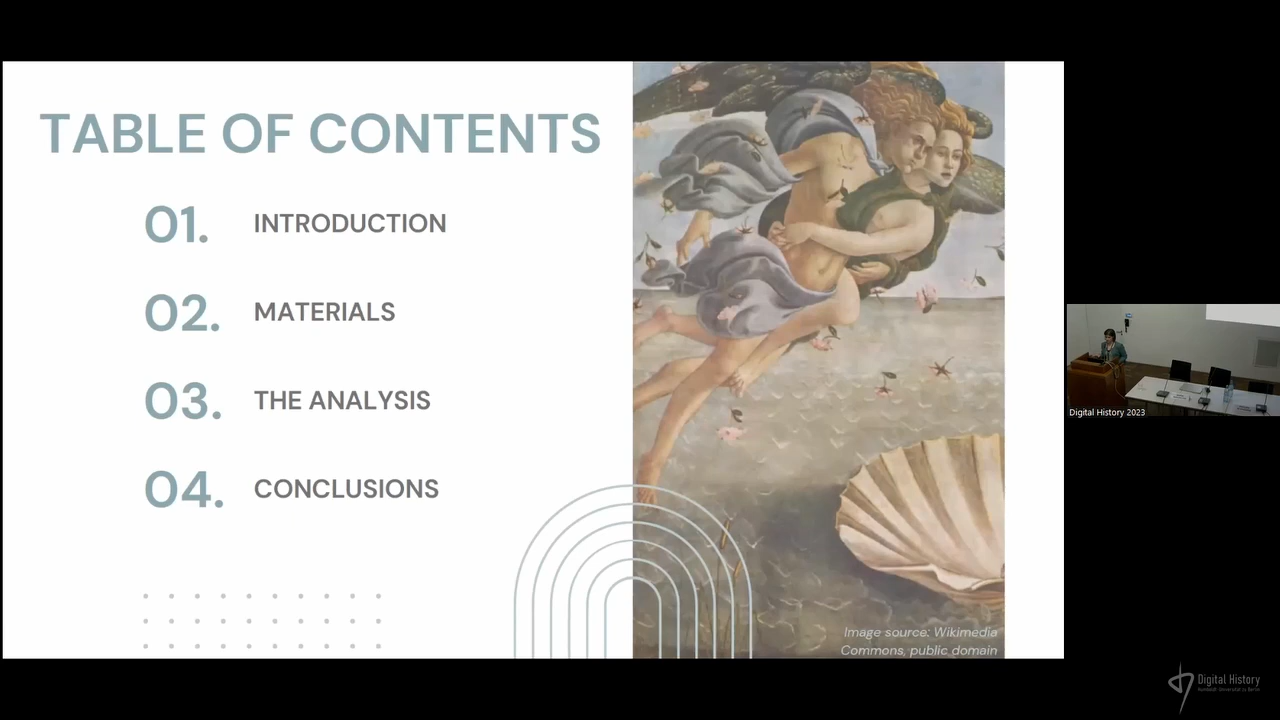 TABLE OF CONTENTS
01. INTRODUCTION
02. MATERIALS
03. THE ANALYSIS
04. CONCLUSIONS
Image source: Wikimedia
Commons, public domain
Digital History 2023
Digital History
Humboldt-Universität zu Berlin